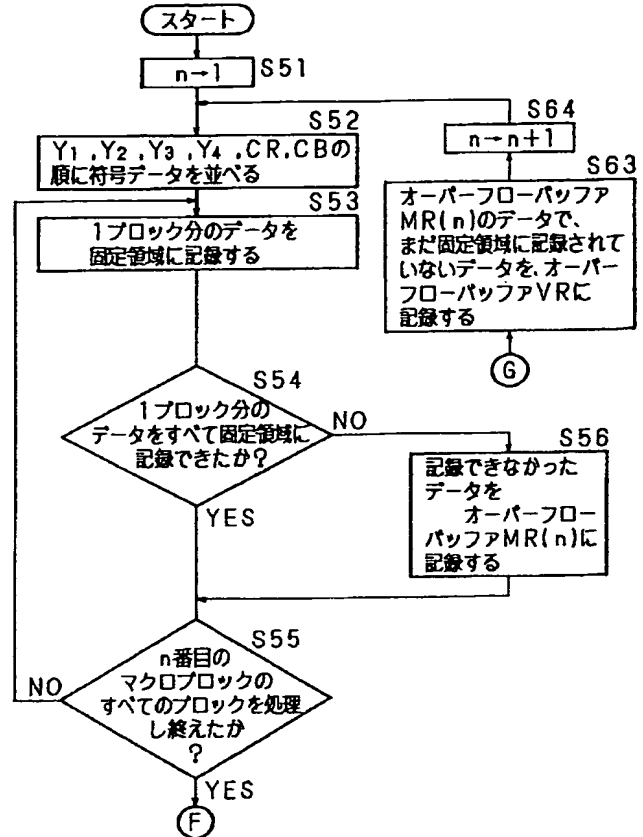 スタート
n→1
S51
S52
Y1,Y2,Y3,Y4,CR,CBの
順に符号データを並べる
S53
1ブロック分のデータを
固定領域に記録する
S54
1ブロック分の
データをすべて固定領域に
記録できたか?
NO
YES
S56
記録できなかった
データを
オーバーフロー
バッファMR(n)に
記録する
S55
n番目の
マクロブロックの
すべてのブロックを処理
し終えたか
?
NO
YES
F
S64
n→n+1
S63
オーバーフローバッファ
MR(n)のデータで、
まだ固定領域に記録されて
いないデータを、オーバー
フローバッファVRに
記録する
G